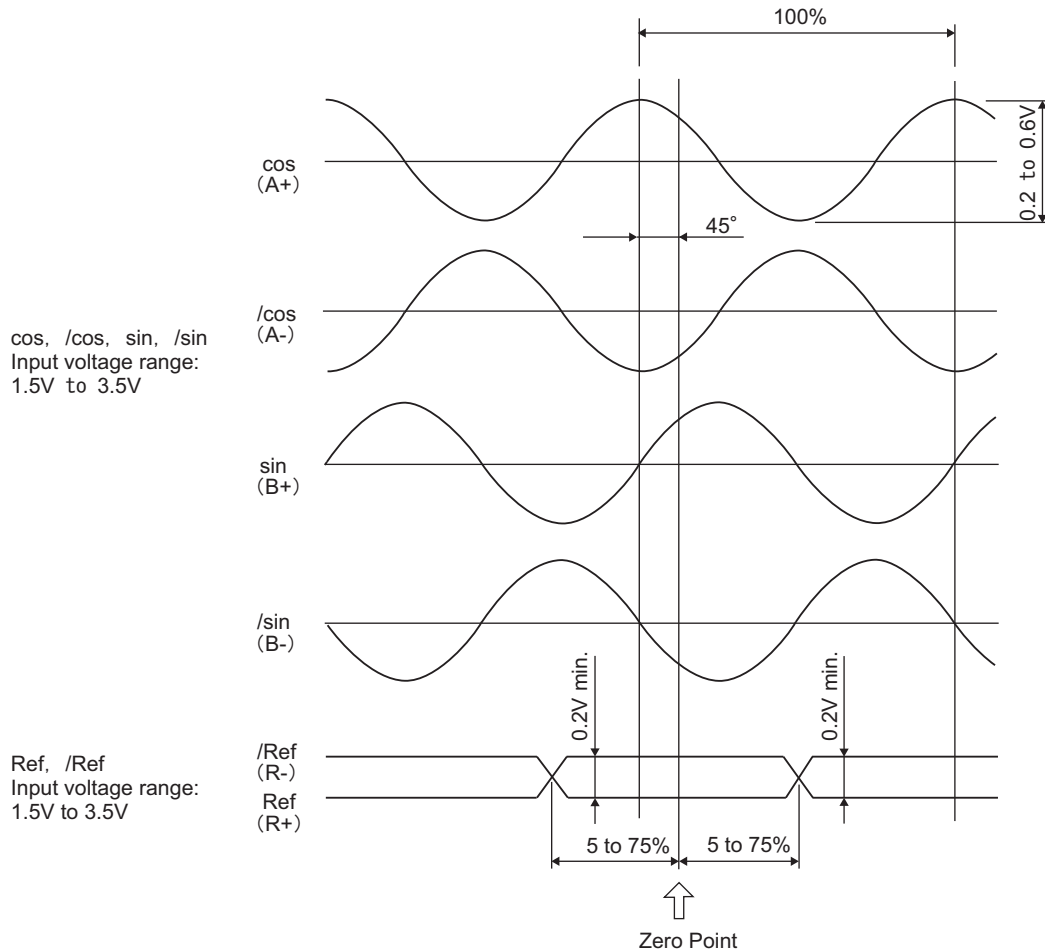 100%
cos
(A+)
0.2 to 0.6V
45°
/cos
(A-)
cos, /cos, sin, /sin
Input voltage range:
1.5V to 3.5V
sin
(B+)
/sin
(B-)
0.2V min.
0.2V min.
/Ref
(R-)
Ref
(R+)
Ref, /Ref
Input voltage range:
1.5V to 3.5V
5 to 75%
5 to 75%
Zero Point